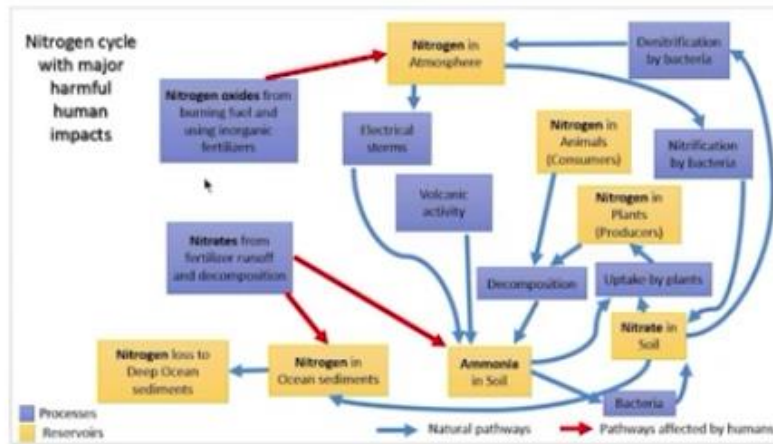 Nitrogen cycle
with major
harmful
human
impacts
Nitrogen in
Atmosphere
Denitrification
by bacteria
Nitrogen oxides from
burning fuel and
using inorganic
fertilizers
Electrical
storms
Nitrogen in
Animals
(Consumers)
Nitrification
by bacteria
Volcanic
activity
Nitrogen in
Plants
(Producers)
Nitrates from
fertilizer runoff
and decomposition
Decomposition
Uptake by plants
Nitrate in
Soil
Nitrogen loss to
Deep Ocean
sediments
Nitrogen in
Ocean sediments
Ammonia
in Soil
Bacteria
Processes
Reservoirs
Natural pathways
Pathways affected by humans